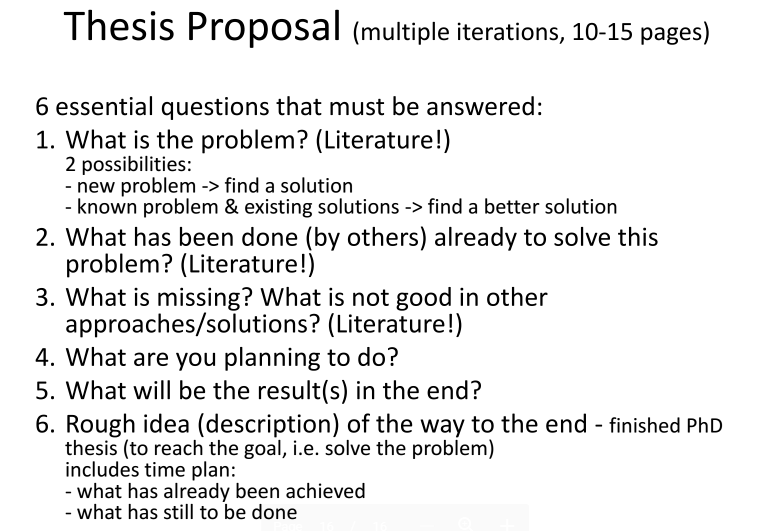 Thesis Proposal (multiple iterations, 10-15 pages)
6 essential questions that must be answered:
1. What is the problem? (Literature!)
2 possibilities:
- new problem -> find a solution
- known problem & existing solutions -> find a better solution
2. What has been done (by others) already to solve this
problem? (Literature!)
3. What is missing? What is not good in other
approaches/solutions? (Literature!)
4. What are you planning to do?
5. What will be the result(s) in the end?
6. Rough idea (description) of the way to the end - finished PhD
thesis (to reach the goal, i.e. solve the problem)
includes time plan:
- what has already been achieved
- what has still to be done